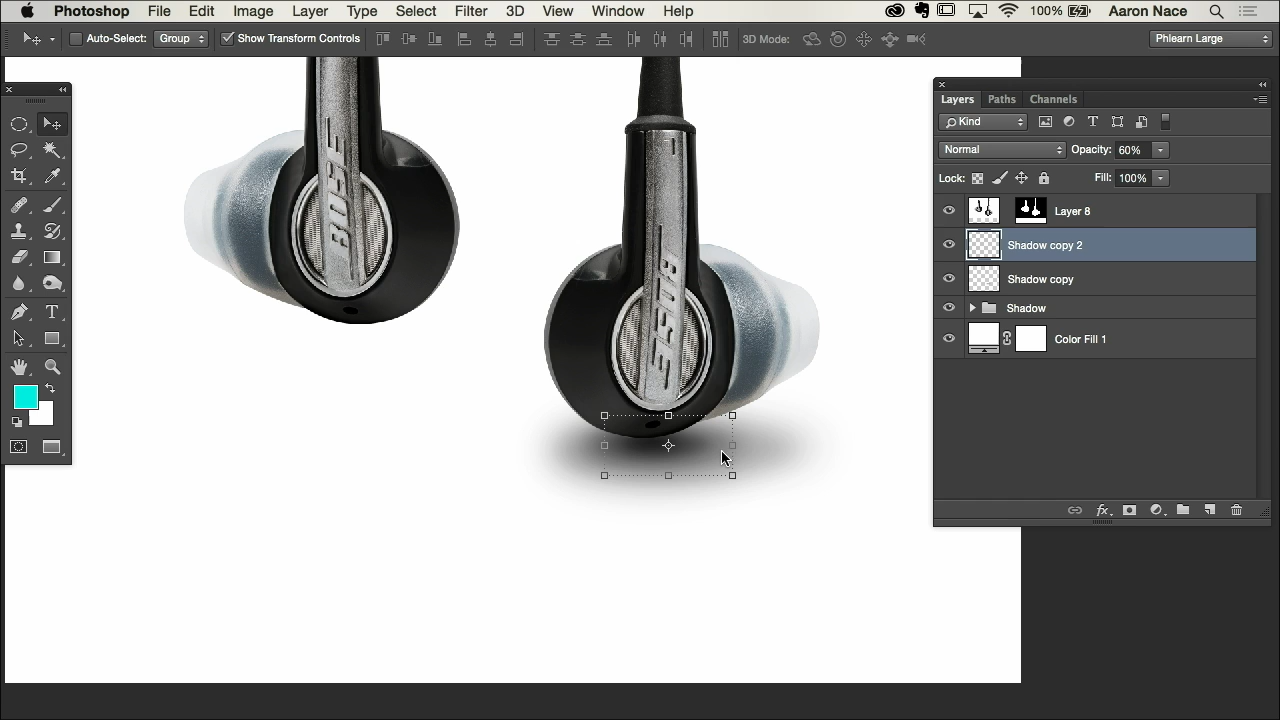 Photoshop File Edit Image Layer Type Select Filter 3D View Window Help 100% Aaron Nace
Auto-Select: Group Show Transform Controls 3D Mode: Phlearn Large
Layers Paths Channels
Kind
Normal Opacity: 60%
Lock: Fill: 100%
Layer 8
Shadow copy 2
Shadow copy
Shadow
Color Fill 1
BOSE
BOSE